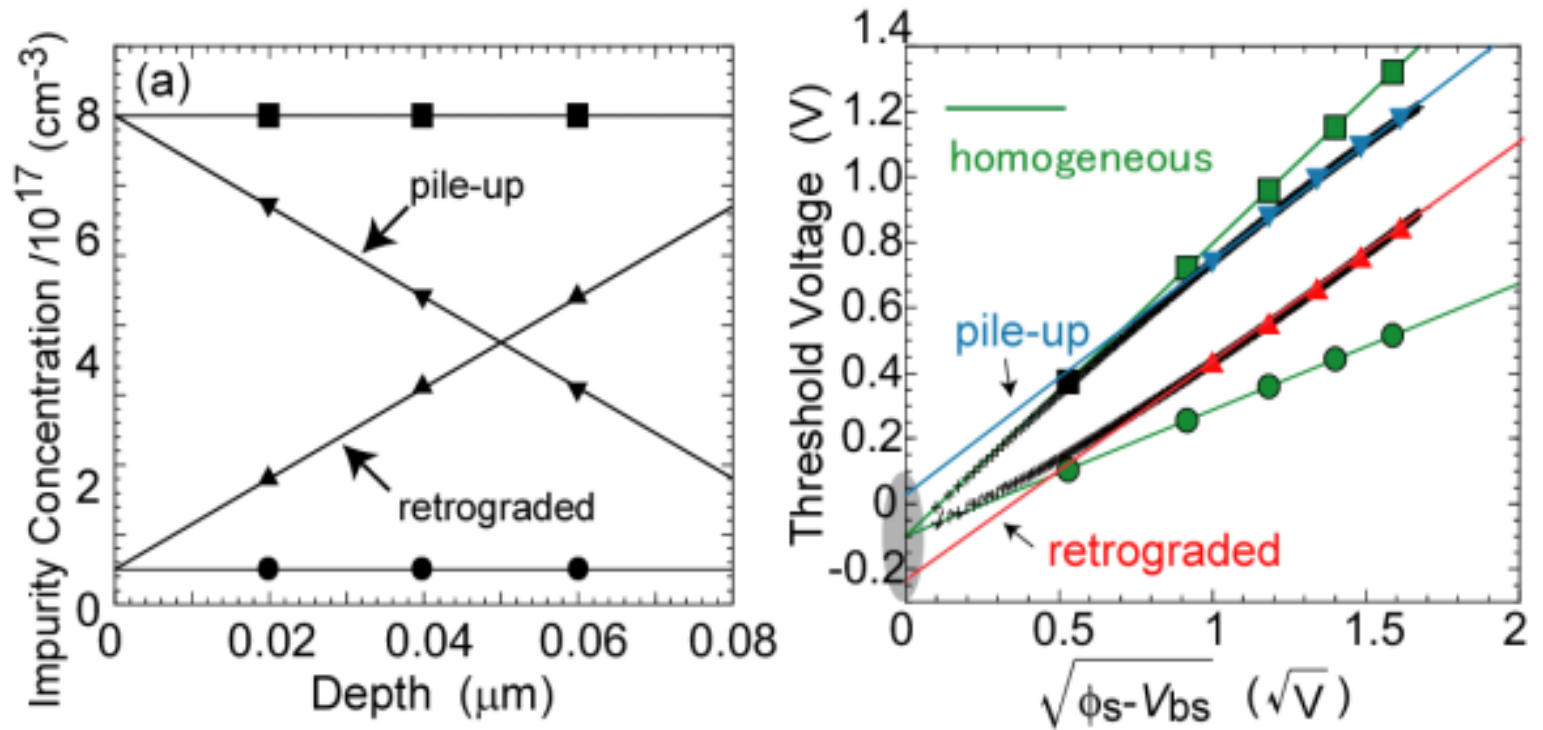 (a)
8
6
4
2
0
0
0.02
0.04
0.06
0.08
Impurity Concentration /10^17 (cm^-3)
Depth (μm)
pile-up
retrograded
1.4
1.2
1.0
0.8
0.6
0.4
0.2
0
-0.2
0
0.5
1
1.5
2
Threshold Voltage (V)
√ϕs-Vbs (√V)
homogeneous
pile-up
retrograded